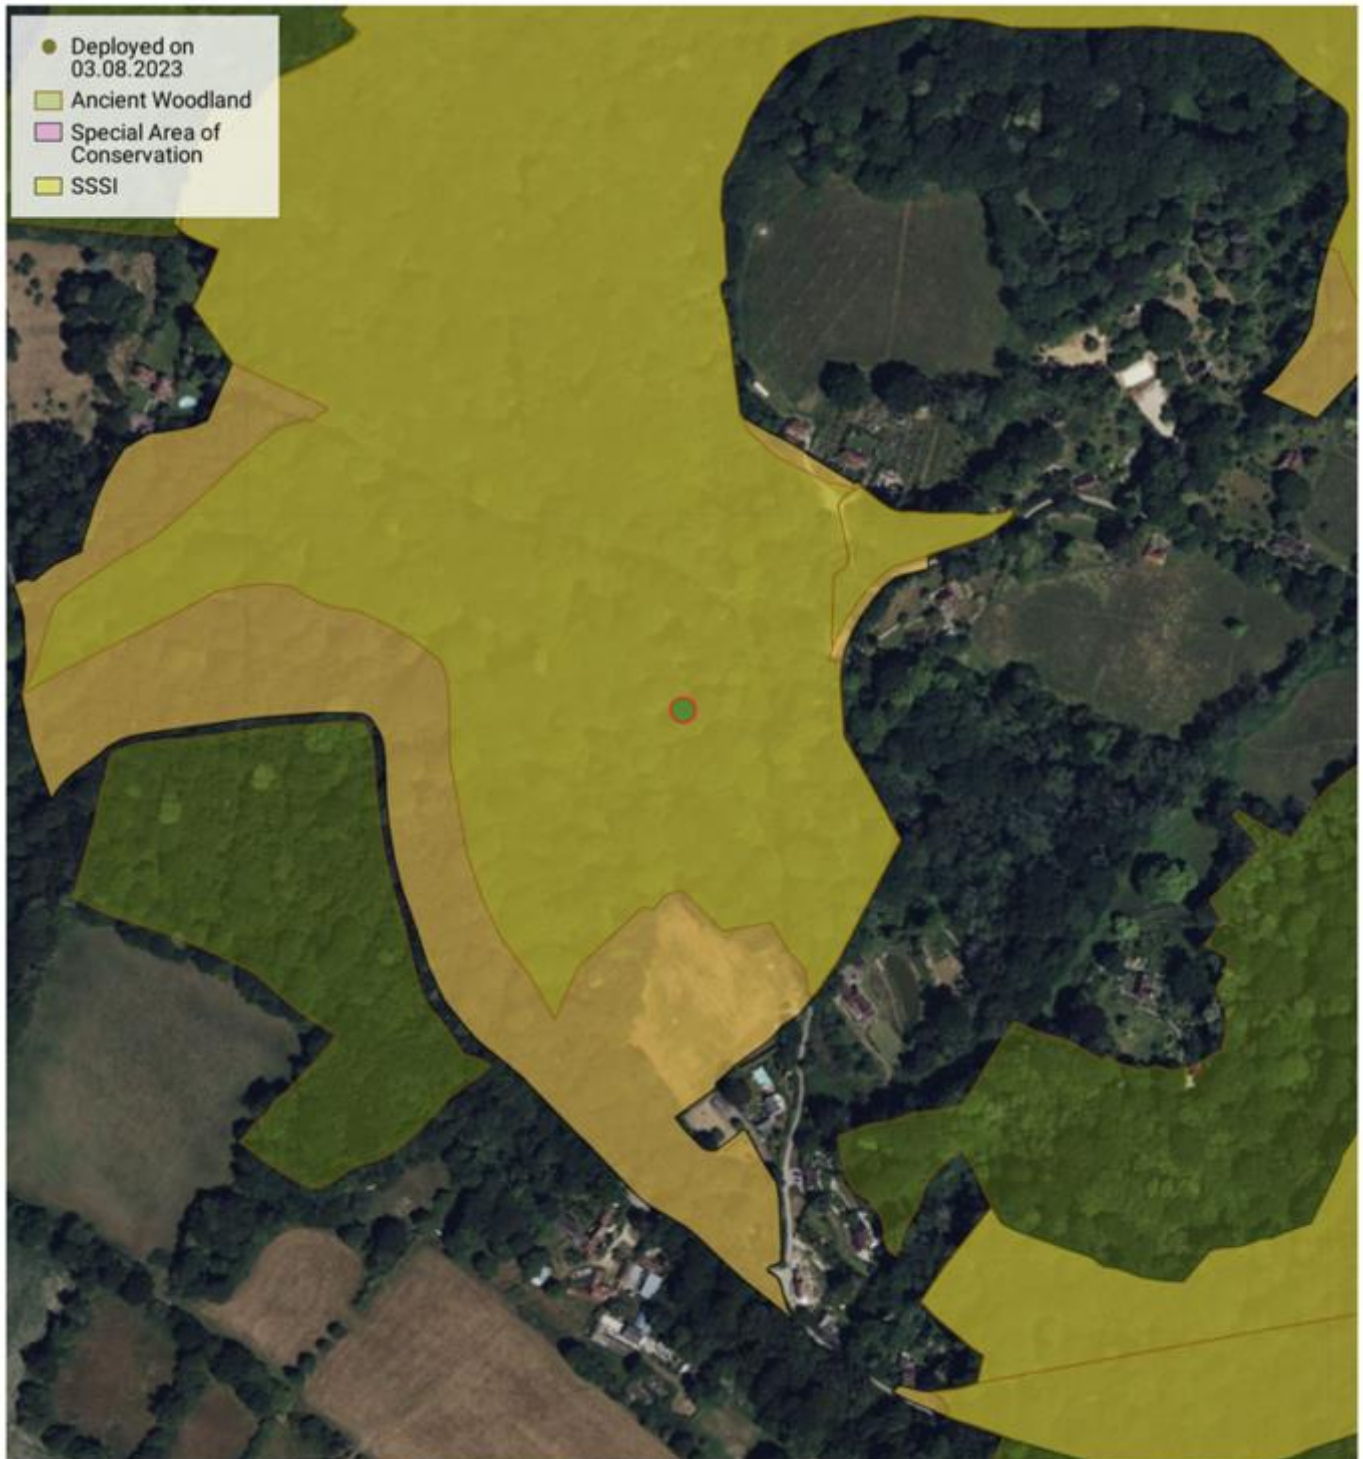 Deployed on
03.08.2023
Ancient Woodland
Special Area of
Conservation
SSSI